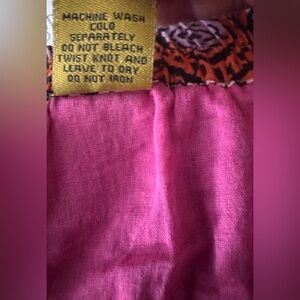 MACHINE WASH
COLD
SEPARATELY
DO NOT BLEACH
TWIST KNOT AND
LEAVE TO DRY
DO NOT IRON